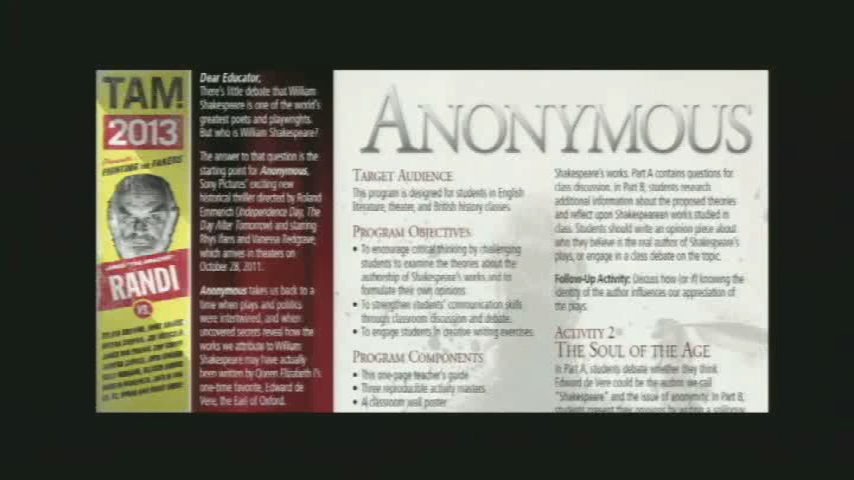 TAM!
2013
Presents
FIGHTING THE FAKERS
RANDI
VS.
Dear Educator,
There's little debate that William
Shakespeare is one of the world's
greatest poets and playwrights.
But who is William Shakespeare?
The answer to that question is the
starting point for Anonymous,
Sony Pictures' exciting new
historical thriller directed by Roland
Emmerich (Independence Day, The
Day After Tomorrow) and starring
Rhys Ifans and Vanessa Redgrave,
which arrives in theaters on
October 28, 2011.
Anonymous takes us back to a
time when plays and politics
were intertwined, and when
uncovered secrets reveal how the
works we attribute to William
Shakespeare may have actually
been written by Queen Elizabeth I's
one-time favorite, Edward de
Vere, the Earl of Oxford.
ANONYMOUS
TARGET AUDIENCE
This program is designed for students in English
literature, theater, and British history classes.
PROGRAM OBJECTIVES
• To encourage critical thinking by challenging
students to examine the theories about the
authorship of Shakespeare's works and to
formulate their own opinions.
• To strengthen students' communication skills
through classroom discussion and debate.
• To engage students in creative writing exercises.
PROGRAM COMPONENTS
• This one-page teacher's guide
• Three reproducible activity masters
• A classroom wall poster
Shakespeare's works. Part A contains questions for
class discussion. In Part B, students research
additional information about the proposed theories
and reflect upon Shakespearean works studied in
class. Students should write an opinion piece about
who they believe is the real author of Shakespeare's
plays, or engage in a class debate on the topic.
Follow-Up Activity: Discuss how (or if) knowing the
identity of the author influences our appreciation of
the plays.
ACTIVITY 2
THE SOUL OF THE AGE
In Part A, students debate whether they think
Edward de Vere could be the author we call
"Shakespeare" and the issue of anonymity. In Part B,
students present their opinions by writing a